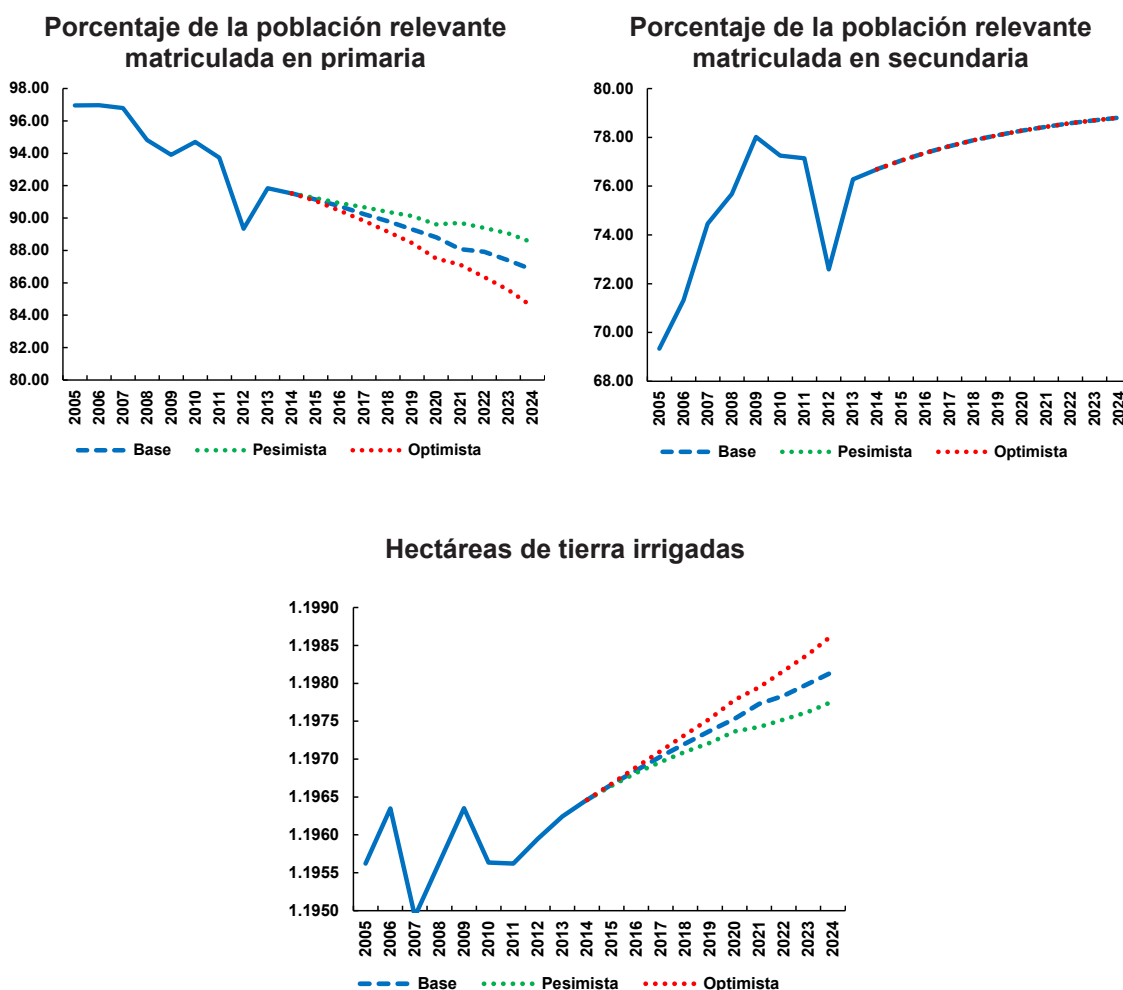 Porcentaje de la población relevante
matriculada en primaria
98.00
96.00
94.00
92.00
90.00
88.00
86.00
84.00
82.00
80.00
2005 2006 2007 2008 2009 2010 2011 2012 2013 2014 2015 2016 2017 2018 2019 2020 2021 2022 2023 2024
Base Pesimista Optimista
Porcentaje de la población relevante
matriculada en secundaria
80.00
78.00
76.00
74.00
72.00
70.00
68.00
2005 2006 2007 2008 2009 2010 2011 2012 2013 2014 2015 2016 2017 2018 2019 2020 2021 2022 2023 2024
Base Pesimista Optimista
Hectáreas de tierra irrigadas
1.1990
1.1985
1.1980
1.1975
1.1970
1.1965
1.1960
1.1955
1.1950
2005 2006 2007 2008 2009 2010 2011 2012 2013 2014 2015 2016 2017 2018 2019 2020 2021 2022 2023 2024
Base Pesimista Optimista